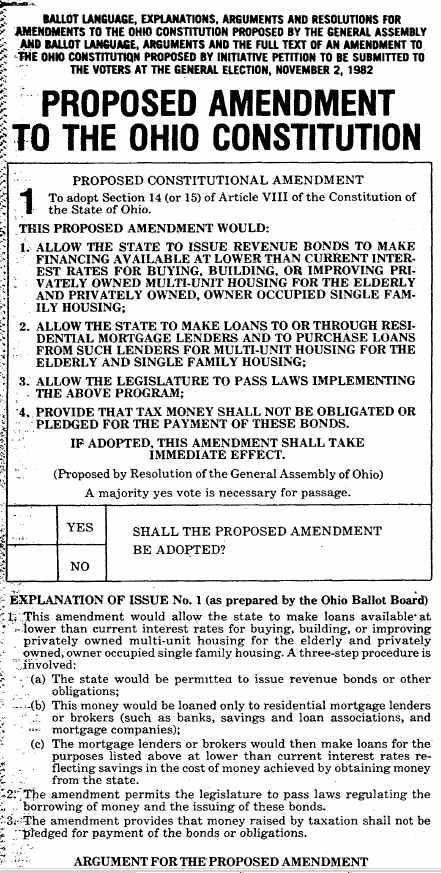 BALLOT LANGUAGE, EXPLANATIONS, ARGUMENTS AND RESOLUTIONS FOR
AMENDMENTS TO THE OHIO CONSTITUTION PROPOSED BY THE GENERAL ASSEMBLY
AND BALLOT LANGUAGE, ARGUMENTS AND THE FULL TEXT OF AN AMENDMENT TO
THE OHIO CONSTITUTION PROPOSED BY INITIATIVE PETITION TO BE SUBMITTED TO
THE VOTERS AT THE GENERAL ELECTION, NOVEMBER 2, 1982
PROPOSED AMENDMENT
TO THE OHIO CONSTITUTION
PROPOSED CONSTITUTIONAL AMENDMENT
1 To adopt Section 14 (or 15) of Article VIII of the Constitution of
the State of Ohio.
THIS PROPOSED AMENDMENT WOULD:
1. ALLOW THE STATE TO ISSUE REVENUE BONDS TO MAKE
FINANCING AVAILABLE AT LOWER THAN CURRENT INTER-
EST RATES FOR BUYING, BUILDING, OR IMPROVING PRI-
VATELY OWNED MULTI-UNIT HOUSING FOR THE ELDERLY
AND PRIVATELY OWNED, OWNER OCCUPIED SINGLE FAM-
ILY HOUSING;
2. ALLOW THE STATE TO MAKE LOANS TO OR THROUGH RESI-
DENTIAL MORTGAGE LENDERS AND TO PURCHASE LOANS
FROM SUCH LENDERS FOR MULTI-UNIT HOUSING FOR THE
ELDERLY AND SINGLE FAMILY HOUSING;
3. ALLOW THE LEGISLATURE TO PASS LAWS IMPLEMENTING
THE ABOVE PROGRAM;
4. PROVIDE THAT TAX MONEY SHALL NOT BE OBLIGATED OR
PLEDGED FOR THE PAYMENT OF THESE BONDS.
IF ADOPTED, THIS AMENDMENT SHALL TAKE
IMMEDIATE EFFECT.
(Proposed by Resolution of the General Assembly of Ohio)
A majority yes vote is necessary for passage.
YES
SHALL THE PROPOSED AMENDMENT
BE ADOPTED?
NO
EXPLANATION OF ISSUE No. 1 (as prepared by the Ohio Ballot Board)
1. This amendment would allow the state to make loans available at
lower than current interest rates for buying, building, or improving
privately owned multi-unit housing for the elderly and privately
owned, owner occupied single family housing. A three-step procedure is
involved:
(a) The state would be permitted to issue revenue bonds or other
obligations;
(b) This money would be loaned only to residential mortgage lenders
or brokers (such as banks, savings and loan associations, and
mortgage companies);
(c) The mortgage lenders or brokers would then make loans for the
purposes listed above at lower than current interest rates re-
flecting savings in the cost of money achieved by obtaining money
from the state.
2. The amendment permits the legislature to pass laws regulating the
borrowing of money and the issuing of these bonds.
3. The amendment provides that money raised by taxation shall not be
pledged for payment of the bonds or obligations.
ARGUMENT FOR THE PROPOSED AMENDMENT